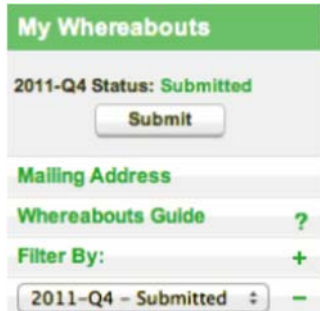 My Whereabouts
2011-Q4 Status: Submitted
Submit
Mailing Address
Whereabouts Guide ?
Filter By: +
2011-Q4 - Submitted -